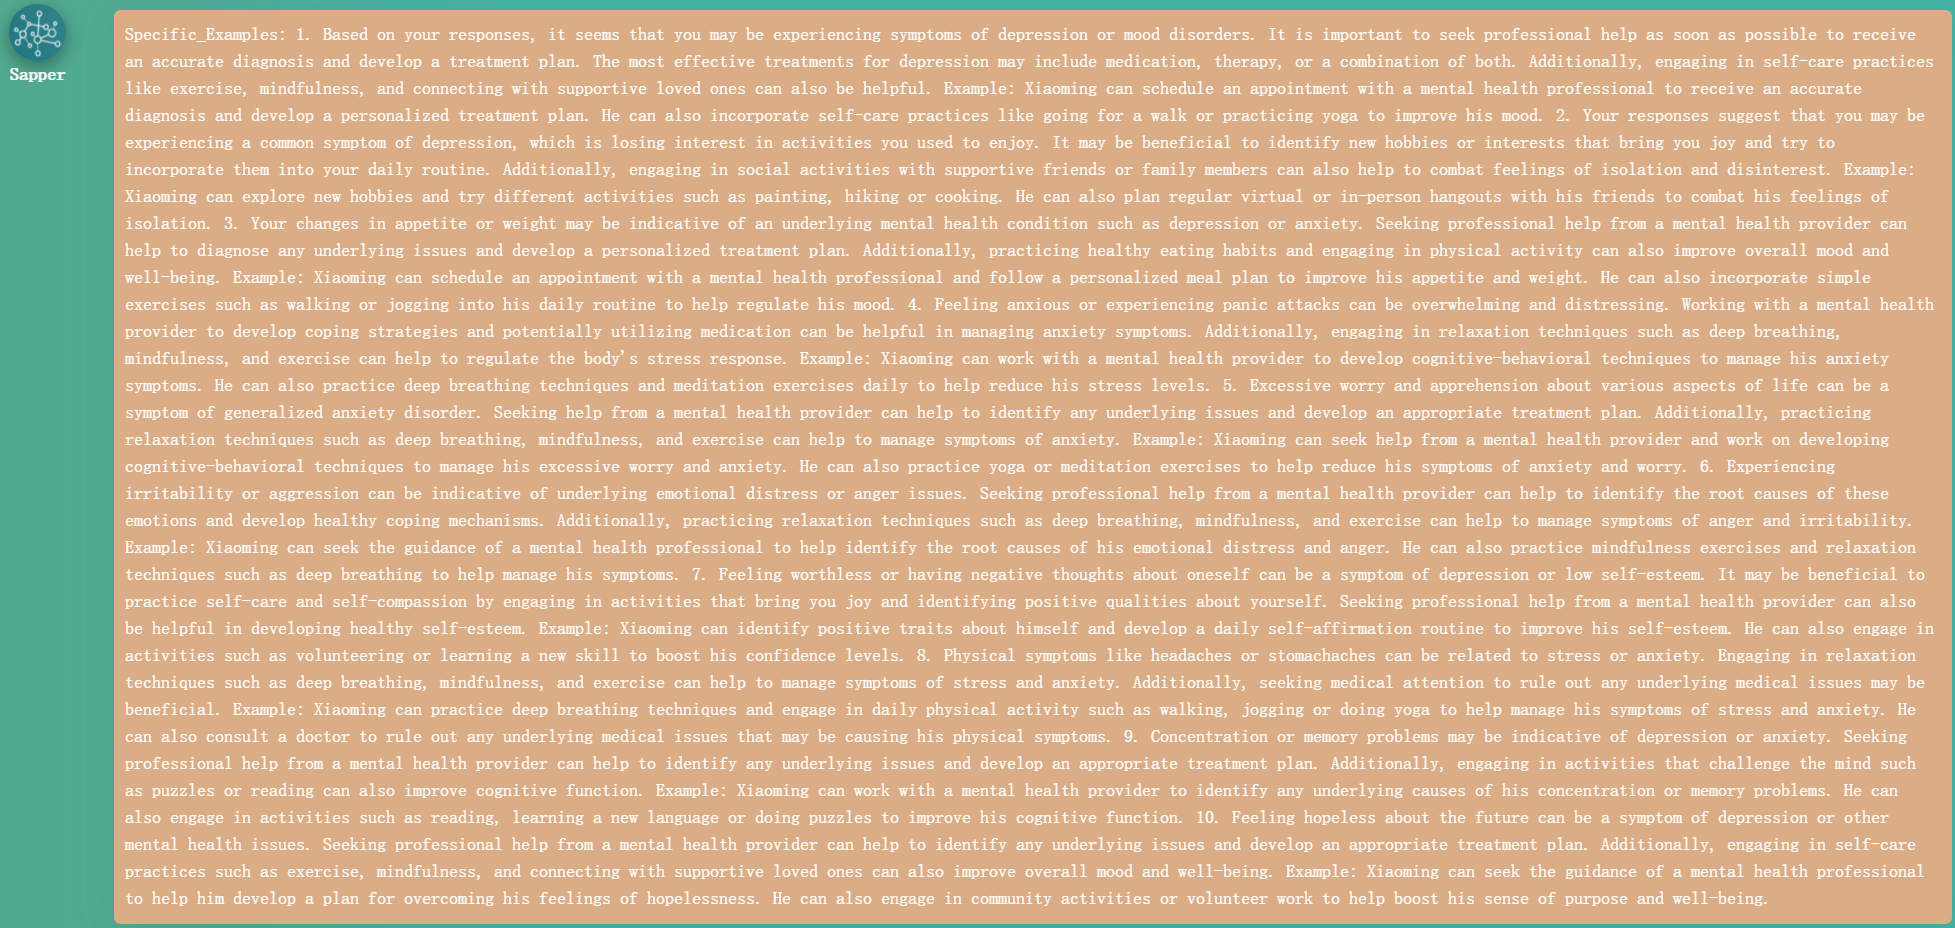 Sapper
Specific_Examples: 1. Based on your responses, it seems that you may be experiencing symptoms of depression or mood disorders. It is important to seek professional help as soon as possible to receive
an accurate diagnosis and develop a treatment plan. The most effective treatments for depression may include medication, therapy, or a combination of both. Additionally, engaging in self-care practices
like exercise, mindfulness, and connecting with supportive loved ones can also be helpful. Example: Xiaoming can schedule an appointment with a mental health professional to receive an accurate
diagnosis and develop a personalized treatment plan. He can also incorporate self-care practices like going for a walk or practicing yoga to improve his mood. 2. Your responses suggest that you may be
experiencing a common symptom of depression, which is losing interest in activities you used to enjoy. It may be beneficial to identify new hobbies or interests that bring you joy and try to
incorporate them into your daily routine. Additionally, engaging in social activities with supportive friends or family members can also help to combat feelings of isolation and disinterest. Example:
Xiaoming can explore new hobbies and try different activities such as painting, hiking or cooking. He can also plan regular virtual or in-person hangouts with his friends to combat his feelings of
isolation. 3. Your changes in appetite or weight may be indicative of an underlying mental health condition such as depression or anxiety. Seeking professional help from a mental health provider can
help to diagnose any underlying issues and develop a personalized treatment plan. Additionally, practicing healthy eating habits and engaging in physical activity can also improve overall mood and
well-being. Example: Xiaoming can schedule an appointment with a mental health professional and follow a personalized meal plan to improve his appetite and weight. He can also incorporate simple
exercises such as walking or jogging into his daily routine to help regulate his mood. 4. Feeling anxious or experiencing panic attacks can be overwhelming and distressing. Working with a mental health
provider to develop coping strategies and potentially utilizing medication can be helpful in managing anxiety symptoms. Additionally, engaging in relaxation techniques such as deep breathing,
mindfulness, and exercise can help to regulate the body's stress response. Example: Xiaoming can work with a mental health provider to develop cognitive-behavioral techniques to manage his anxiety
symptoms. He can also practice deep breathing techniques and meditation exercises daily to help reduce his stress levels. 5. Excessive worry and apprehension about various aspects of life can be a
symptom of generalized anxiety disorder. Seeking help from a mental health provider can help to identify any underlying issues and develop an appropriate treatment plan. Additionally, practicing
relaxation techniques such as deep breathing, mindfulness, and exercise can help to manage symptoms of anxiety. Example: Xiaoming can seek help from a mental health provider and work on developing
cognitive-behavioral techniques to manage his excessive worry and anxiety. He can also practice yoga or meditation exercises to help reduce his symptoms of anxiety and worry. 6. Experiencing
irritability or aggression can be indicative of underlying emotional distress or anger issues. Seeking professional help from a mental health provider can help to identify the root causes of these
emotions and develop healthy coping mechanisms. Additionally, practicing relaxation techniques such as deep breathing, mindfulness, and exercise can help to manage symptoms of anger and irritability.
Example: Xiaoming can seek the guidance of a mental health professional to help identify the root causes of his emotional distress and anger. He can also practice mindfulness exercises and relaxation
techniques such as deep breathing to help manage his symptoms. 7. Feeling worthless or having negative thoughts about oneself can be a symptom of depression or low self-esteem. It may be beneficial to
practice self-care and self-compassion by engaging in activities that bring you joy and identifying positive qualities about yourself. Seeking professional help from a mental health provider can also
be helpful in developing healthy self-esteem. Example: Xiaoming can identify positive traits about himself and develop a daily self-affirmation routine to improve his self-esteem. He can also engage in
activities such as volunteering or learning a new skill to boost his confidence levels. 8. Physical symptoms like headaches or stomachaches can be related to stress or anxiety. Engaging in relaxation
techniques such as deep breathing, mindfulness, and exercise can help to manage symptoms of stress and anxiety. Additionally, seeking medical attention to rule out any underlying medical issues may be
beneficial. Example: Xiaoming can practice deep breathing techniques and engage in daily physical activity such as walking, jogging or doing yoga to help manage his symptoms of stress and anxiety. He
can also consult a doctor to rule out any underlying medical issues that may be causing his physical symptoms. 9. Concentration or memory problems may be indicative of depression or anxiety. Seeking
professional help from a mental health provider can help to identify any underlying issues and develop an appropriate treatment plan. Additionally, engaging in activities that challenge the mind such
as puzzles or reading can also improve cognitive function. Example: Xiaoming can work with a mental health provider to identify any underlying causes of his concentration or memory problems. He can
also engage in activities such as reading, learning a new language or doing puzzles to improve his cognitive function. 10. Feeling hopeless about the future can be a symptom of depression or other
mental health issues. Seeking professional help from a mental health provider can help to identify any underlying issues and develop an appropriate treatment plan. Additionally, engaging in self-care
practices such as exercise, mindfulness, and connecting with supportive loved ones can also improve overall mood and well-being. Example: Xiaoming can seek the guidance of a mental health professional
to help him develop a plan for overcoming his feelings of hopelessness. He can also engage in community activities or volunteer work to help boost his sense of purpose and well-being.